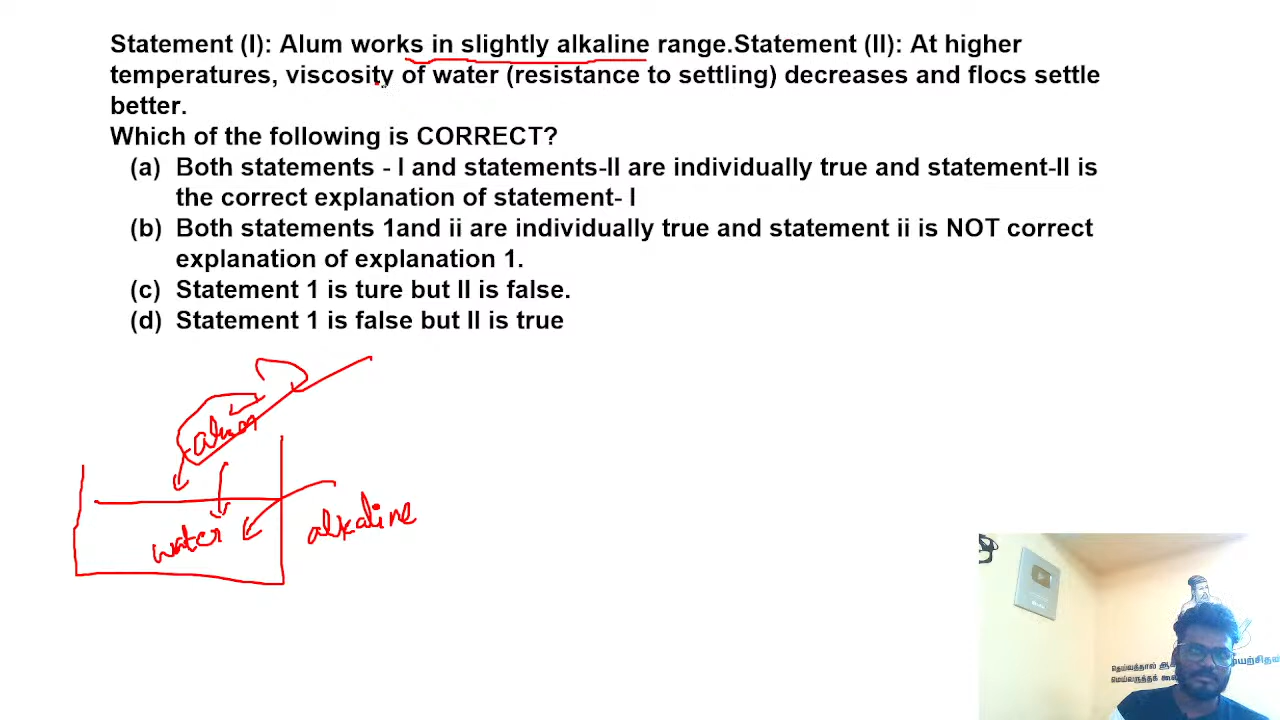 Statement (I): Alum works in slightly alkaline range.Statement (II): At higher
temperatures, viscosity of water (resistance to settling) decreases and flocs settle
better.
Which of the following is CORRECT?
(a) Both statements - I and statements-II are individually true and statement-II is
the correct explanation of statement- I
(b) Both statements 1and ii are individually true and statement ii is NOT correct
explanation of explanation 1.
(c) Statement 1 is ture but II is false.
(d) Statement 1 is false but II is true
alum
water
alkaline
தெய்வத்தால்